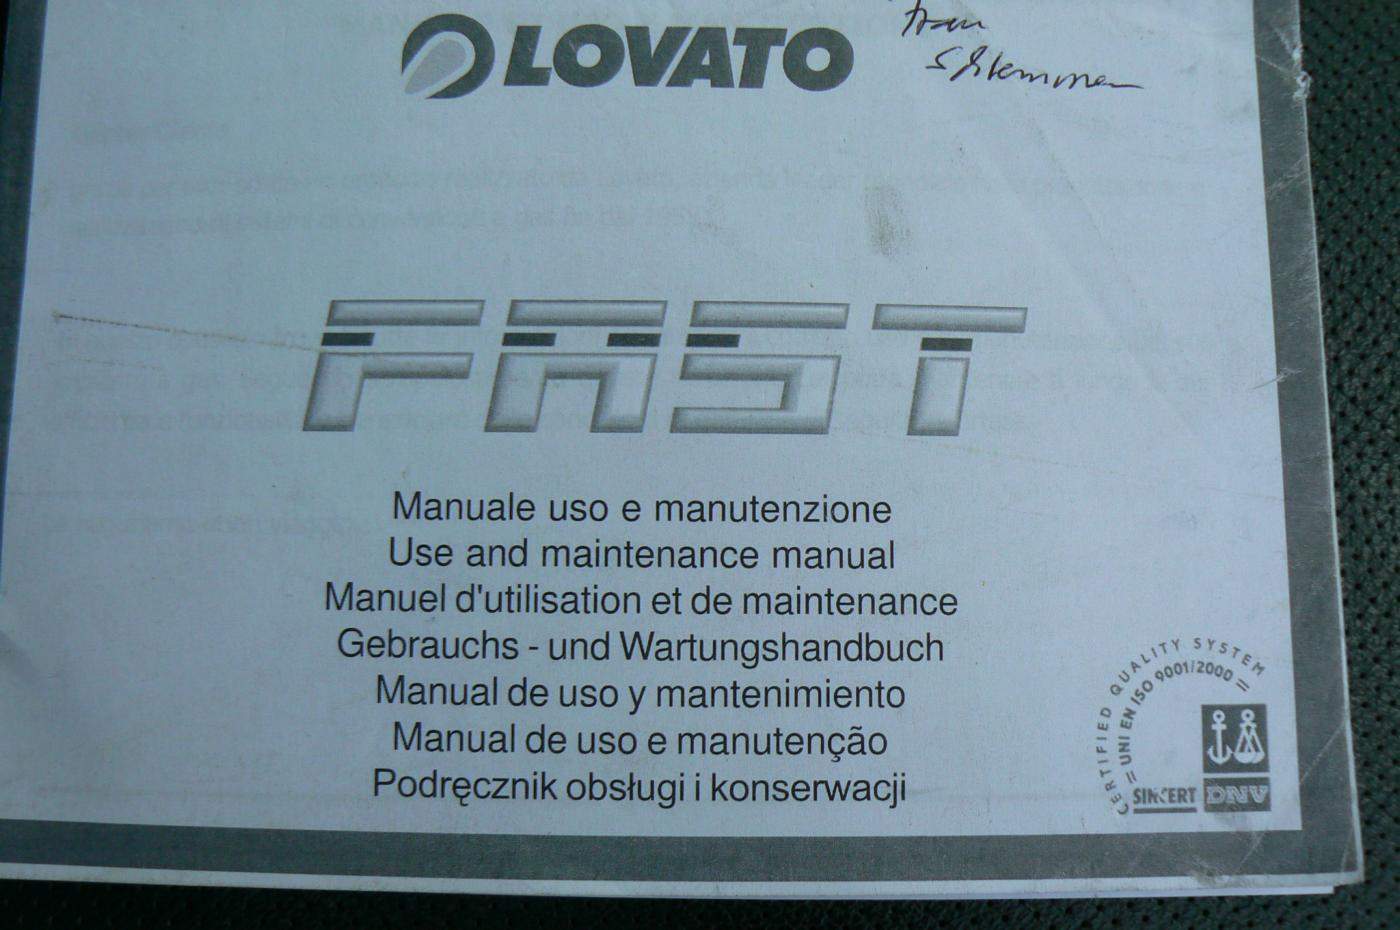 LOVATO
Frau
FAST
Manuale uso e manutenzione
Use and maintenance manual
Manuel d'utilisation et de maintenance
Gebrauchs - und Wartungshandbuch
Manual de uso y mantenimiento
Manual de uso e manutenção
Podręcznik obsługi i konserwacji
CERTIFIED QUALITY SYSTEM
= UNI EN ISO 9001/2000 =
SINCERT
DNV